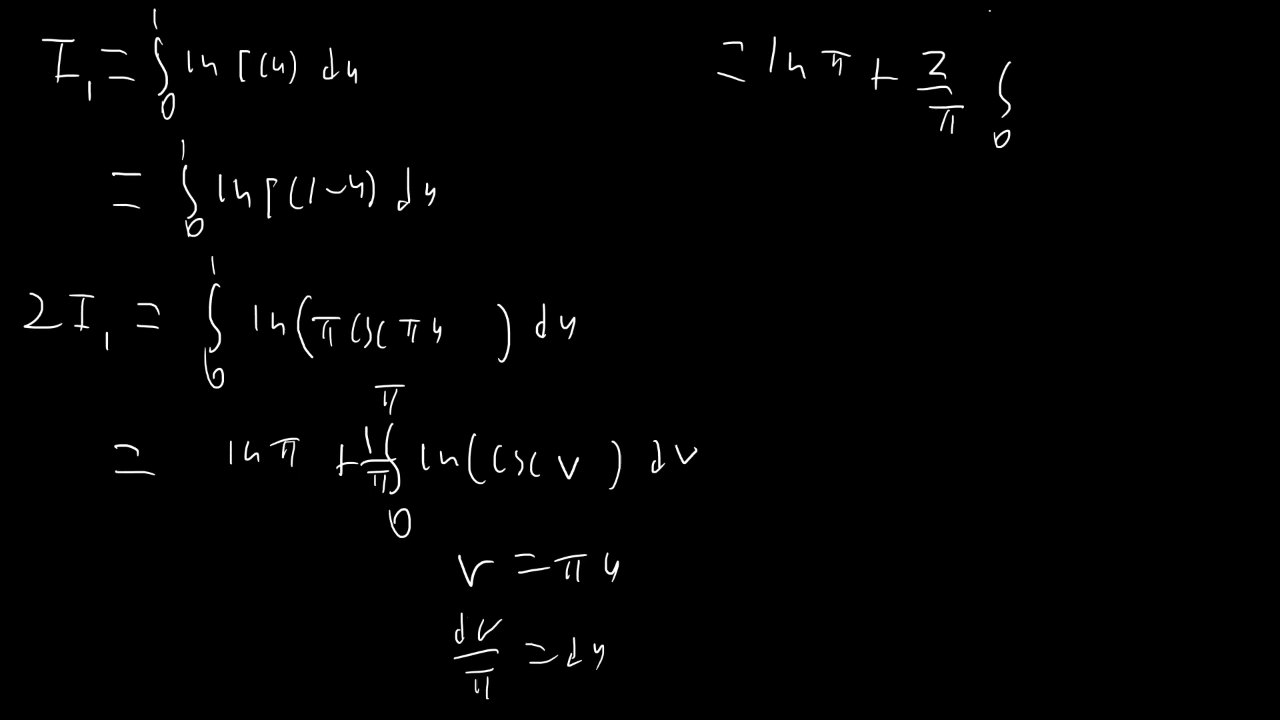 I₁ = ∫₀¹ ln Γ(u) du
= ∫₀¹ ln Γ(1-u) du
2I₁ = ∫₀¹ ln(π csc πu) du
= ln π + 1/π ∫₀^π ln(csc v) dv
v = πu
dv/π = du
= ln π + 2/π ∫₀